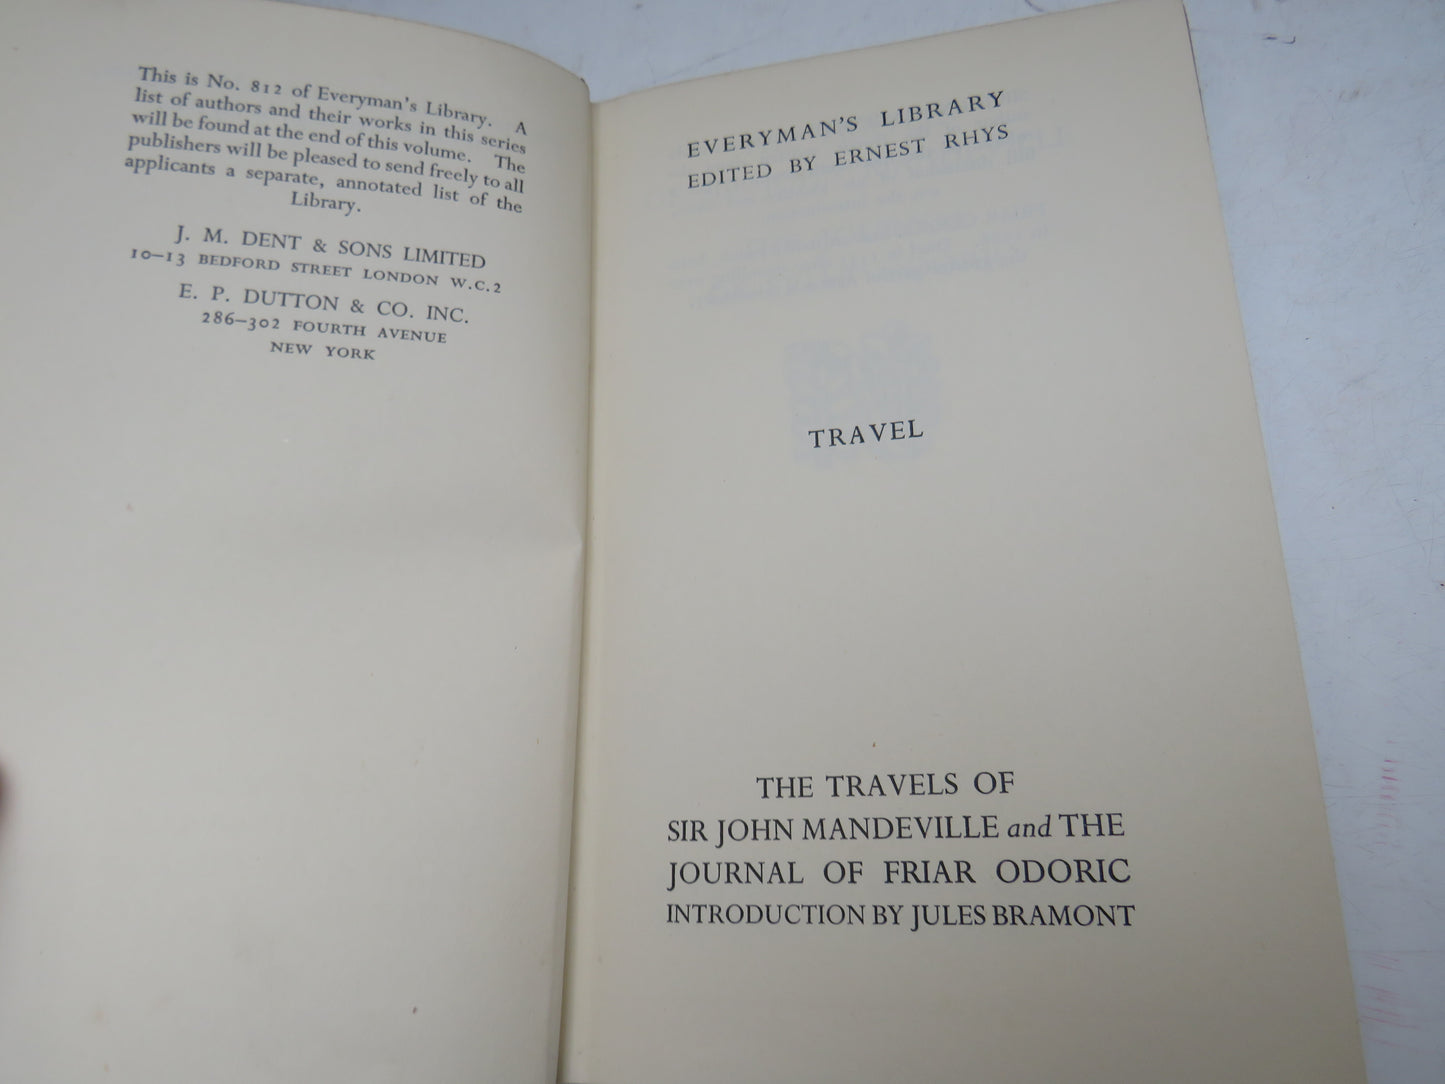 This is No. 812 of Everyman's Library. A
list of authors and their works in this series
will be found at the end of this volume. The
publishers will be pleased to send freely to all
applicants a separate, annotated list of the
Library.
J. M. DENT & SONS LIMITED
10–13 BEDFORD STREET LONDON W.C.2
E. P. DUTTON & CO. INC.
286–302 FOURTH AVENUE
NEW YORK
EVERYMAN'S LIBRARY
EDITED BY ERNEST RHYS
TRAVEL
THE TRAVELS OF
SIR JOHN MANDEVILLE and THE
JOURNAL OF FRIAR ODORIC
INTRODUCTION BY JULES BRAMONT